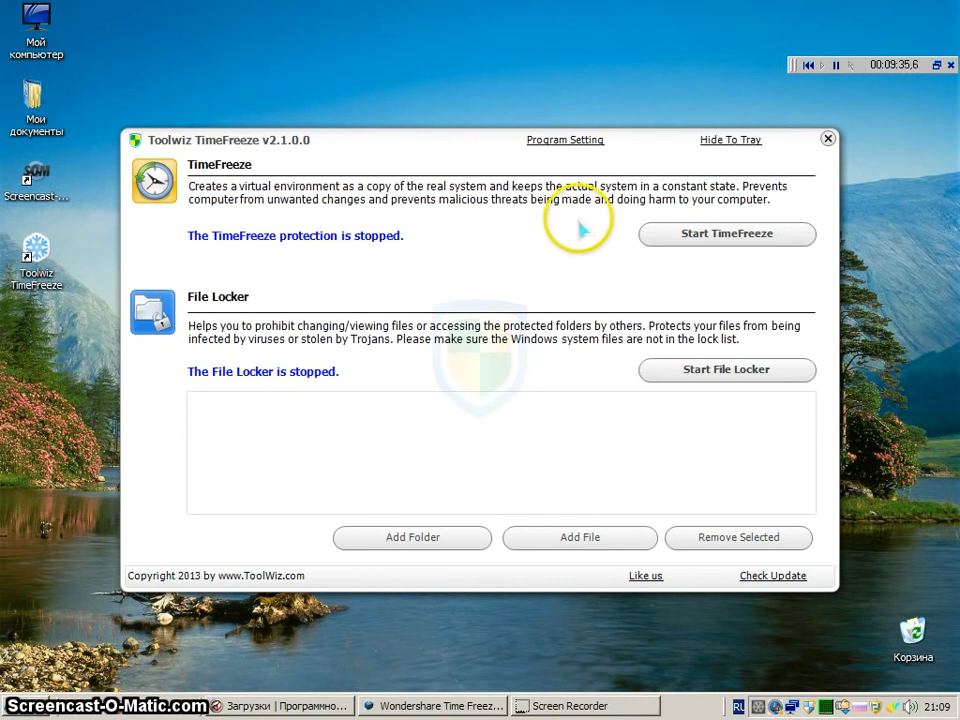 Мой
компьютер
Мои
документы
SOM
Screencast-...
Toolwiz
TimeFreeze
00:09:35,6
Toolwiz TimeFreeze v2.1.0.0
Program Setting
Hide To Tray
TimeFreeze
Creates a virtual environment as a copy of the real system and keeps the actual system in a constant state. Prevents
computer from unwanted changes and prevents malicious threats being made and doing harm to your computer.
The TimeFreeze protection is stopped.
Start TimeFreeze
File Locker
Helps you to prohibit changing/viewing files or accessing the protected folders by others. Protects your files from being
infected by viruses or stolen by Trojans. Please make sure the Windows system files are not in the lock list.
The File Locker is stopped.
Start File Locker
Add Folder
Add File
Remove Selected
Copyright 2013 by www.ToolWiz.com
Like us
Check Update
Корзина
Screencast-O-Matic.com
Загрузки | Программно...
Wondershare Time Freez...
Screen Recorder
RL
21:09